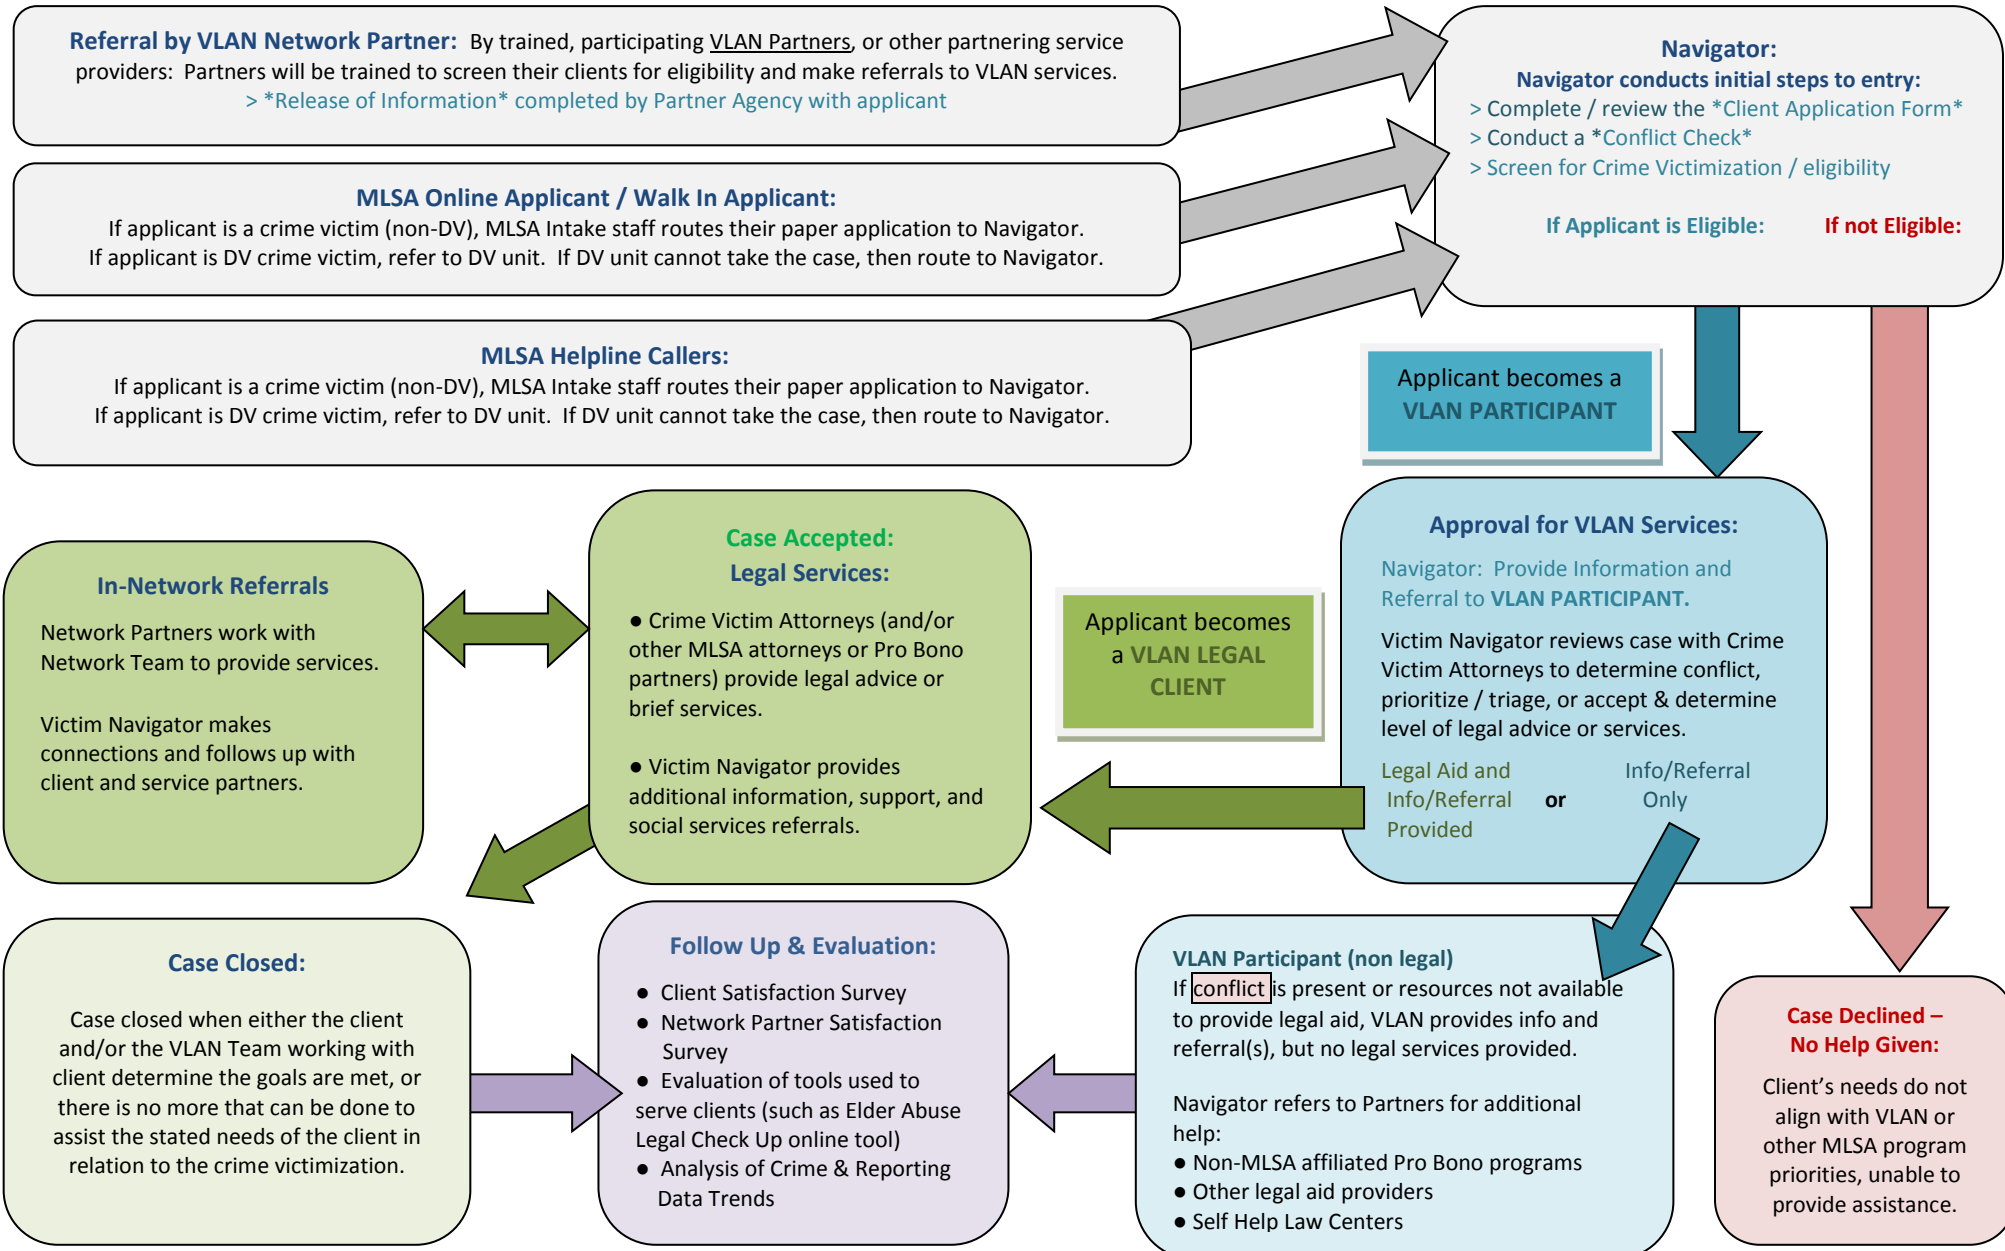 Referral by VLAN Network Partner: By trained, participating VLAN Partners, or other partnering service
providers: Partners will be trained to screen their clients for eligibility and make referrals to VLAN services.
> *Release of Information* completed by Partner Agency with applicant
MLSA Online Applicant / Walk In Applicant:
If applicant is a crime victim (non-DV), MLSA Intake staff routes their paper application to Navigator.
If applicant is DV crime victim, refer to DV unit. If DV unit cannot take the case, then route to Navigator.
MLSA Helpline Callers:
If applicant is a crime victim (non-DV), MLSA Intake staff routes their paper application to Navigator.
If applicant is DV crime victim, refer to DV unit. If DV unit cannot take the case, then route to Navigator.
Navigator:
Navigator conducts initial steps to entry:
> Complete / review the *Client Application Form*
> Conduct a *Conflict Check*
> Screen for Crime Victimization / eligibility
If Applicant is Eligible: If not Eligible:
Applicant becomes a
VLAN PARTICIPANT
Approval for VLAN Services:
Navigator: Provide Information and
Referral to VLAN PARTICIPANT.
Victim Navigator reviews case with Crime
Victim Attorneys to determine conflict,
prioritize / triage, or accept & determine
level of legal advice or services.
Legal Aid and
Info/Referral
Provided
or
Info/Referral
Only
Applicant becomes
a VLAN LEGAL
CLIENT
Case Accepted:
Legal Services:
● Crime Victim Attorneys (and/or
other MLSA attorneys or Pro Bono
partners) provide legal advice or
brief services.
● Victim Navigator provides
additional information, support, and
social services referrals.
In-Network Referrals
Network Partners work with
Network Team to provide services.
Victim Navigator makes
connections and follows up with
client and service partners.
Case Closed:
Case closed when either the client
and/or the VLAN Team working with
client determine the goals are met, or
there is no more that can be done to
assist the stated needs of the client in
relation to the crime victimization.
Follow Up & Evaluation:
● Client Satisfaction Survey
● Network Partner Satisfaction
Survey
● Evaluation of tools used to
serve clients (such as Elder Abuse
Legal Check Up online tool)
● Analysis of Crime & Reporting
Data Trends
VLAN Participant (non legal)
If conflict is present or resources not available
to provide legal aid, VLAN provides info and
referral(s), but no legal services provided.
Navigator refers to Partners for additional
help:
● Non-MLSA affiliated Pro Bono programs
● Other legal aid providers
● Self Help Law Centers
Case Declined –
No Help Given:
Client's needs do not
align with VLAN or
other MLSA program
priorities, unable to
provide assistance.